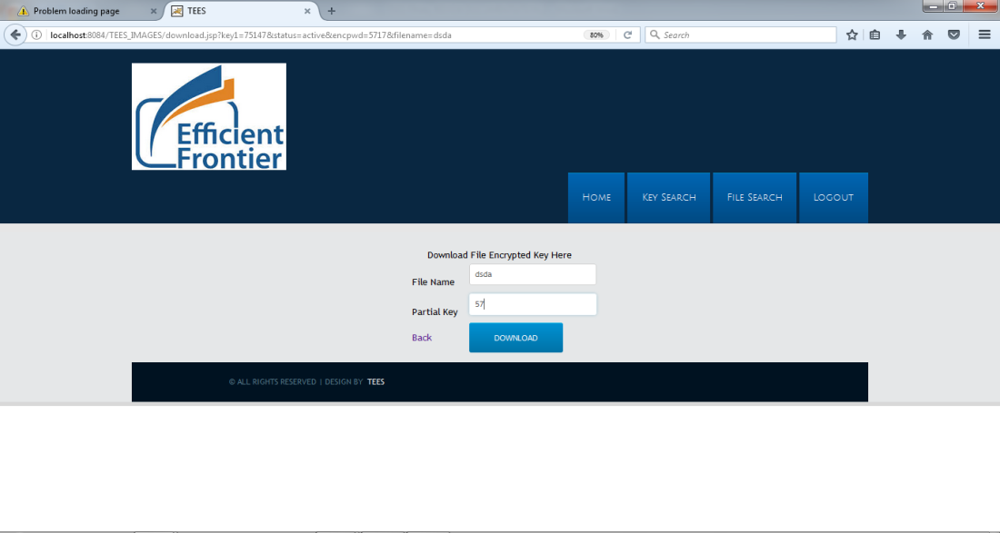 Problem loading page
TEES
localhost:8084/TEES_IMAGES/download.jsp?key1=75147&status=active&encpwd=5717&filename=dsda
80%
Search
Efficient
Frontier
Home
Key Search
File Search
Logout
Download File Encrypted Key Here
File Name
dsda
Partial Key
57
Back
DOWNLOAD
© ALL RIGHTS RESERVED | DESIGN BY TEES